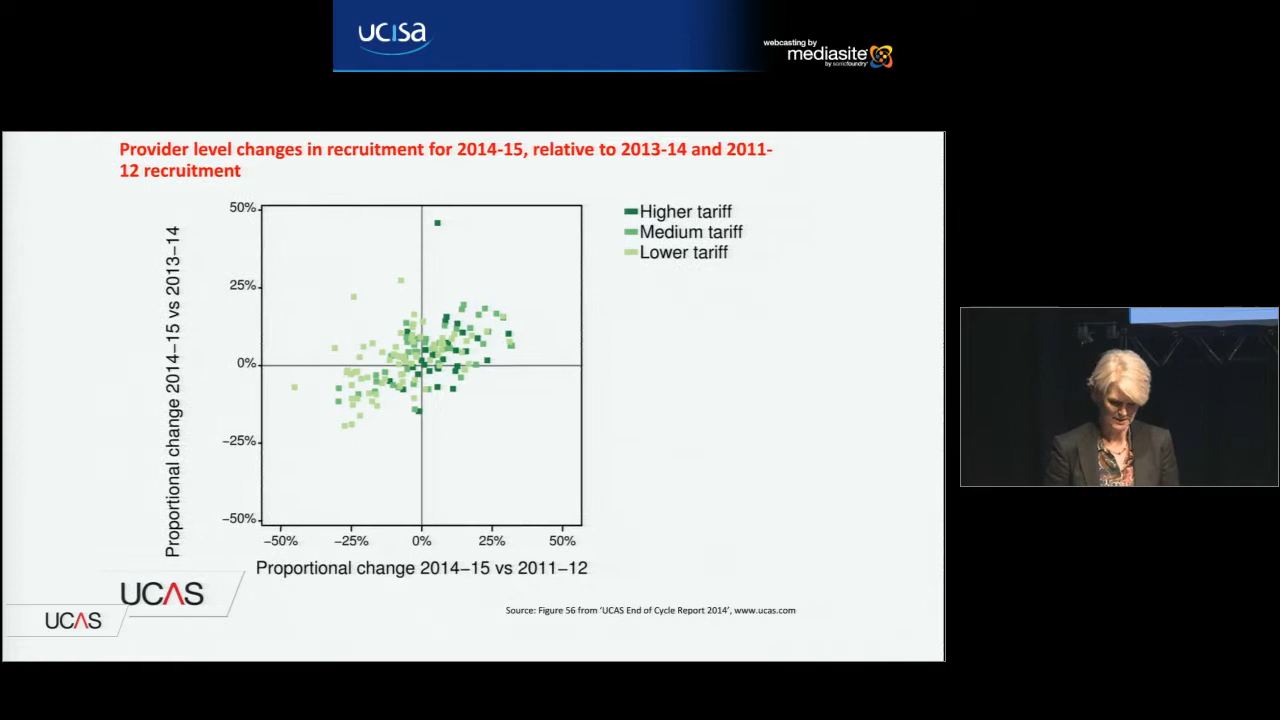 ucisa
webcasting by
mediasite
by sonicfoundry
Provider level changes in recruitment for 2014-15, relative to 2013-14 and 2011-
12 recruitment
Proportional change 2014–15 vs 2013–14
50%
25%
0%
−25%
−50%
−50%
−25%
0%
25%
50%
Proportional change 2014–15 vs 2011–12
Higher tariff
Medium tariff
Lower tariff
UCAS
UCAS
Source: Figure 56 from ‘UCAS End of Cycle Report 2014’, www.ucas.com